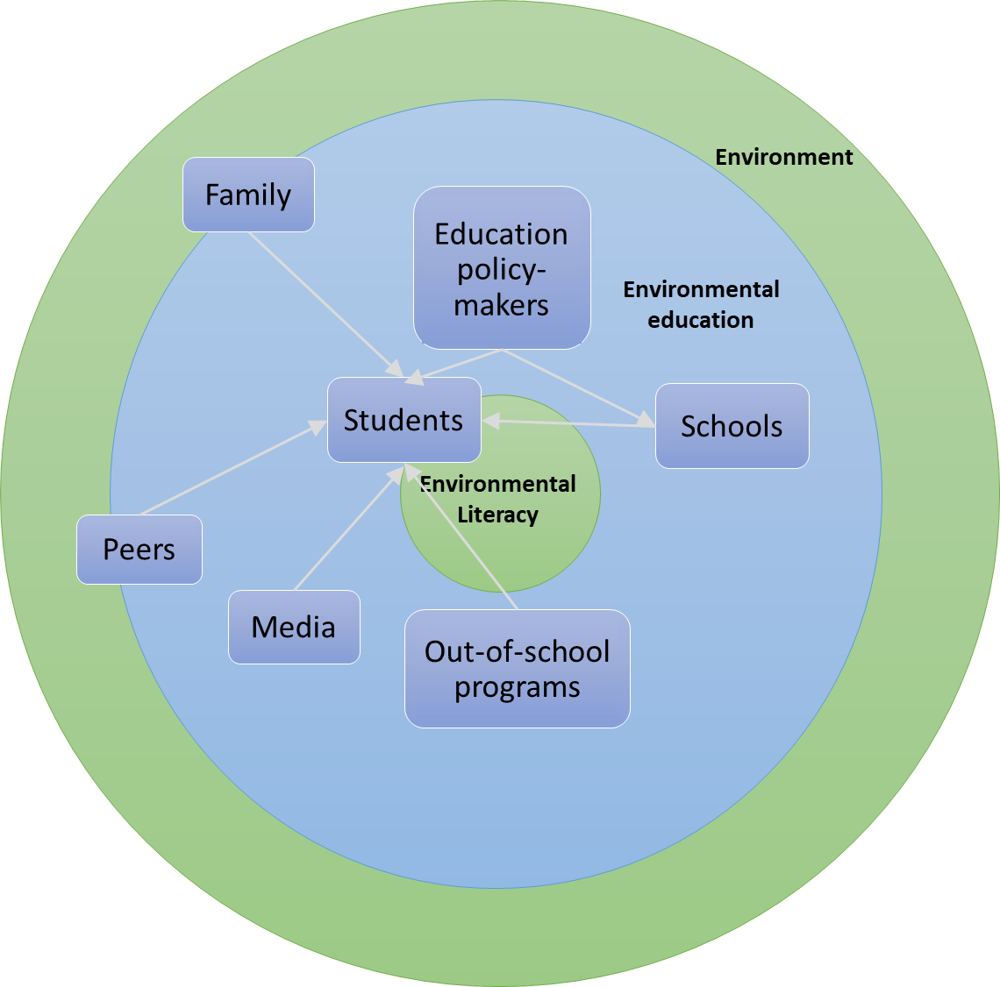 Environment
Family
Education
policy-
makers
Environmental
education
Students
Schools
Environmental
Literacy
Peers
Media
Out-of-school
programs